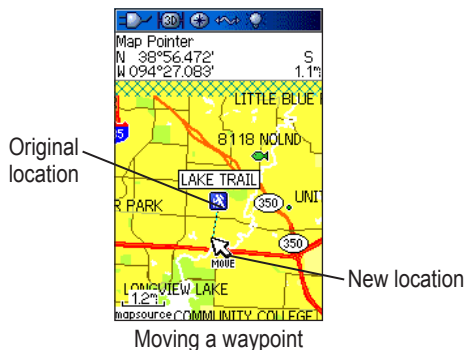 3D
Map Pointer
N 38°56.472' S
W 094°27.083' 1.1
LITTLE BLUE
8118 NOLND
Original
location
LAKE TRAIL
350
UNIT
R PARK
350
MOVE
New location
LONGVIEW LAKE
1.2
mapsource
COMMUNITY COLLEGE
Moving a waypoint